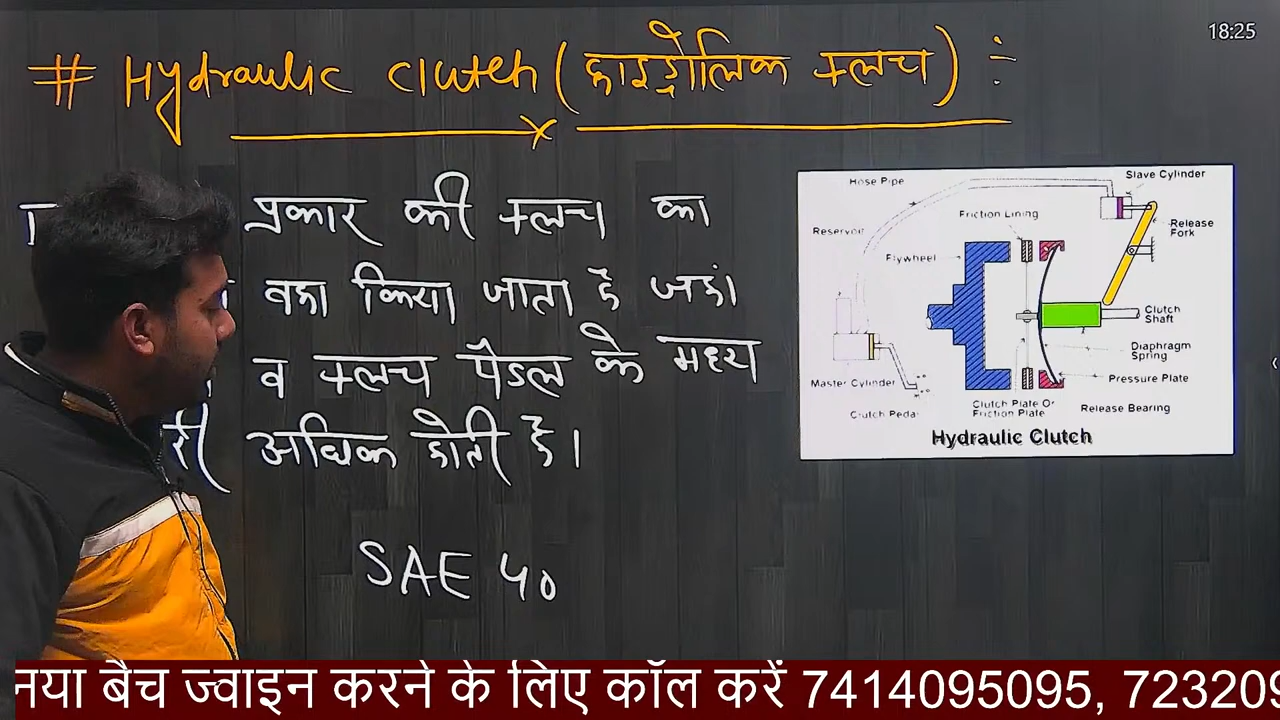 18:25
# Hydraulic Clutch (हाइड्रोलिक क्लच) :-
प्रकार की क्लच का
वहा किया जाता है जहां
व क्लच पैडल के मध्य
री अधिक होती है।
SAE 40
Hose Pipe
Slave Cylinder
Friction Lining
Release Fork
Reservoir
Flywheel
Clutch Shaft
Diaphragm Spring
Pressure Plate
Master Cylinder
Clutch Pedal
Clutch Plate Or
Friction Plate
Release Bearing
Hydraulic Clutch
नया बैच ज्वाइन करने के लिए कॉल करें 7414095095, 723209